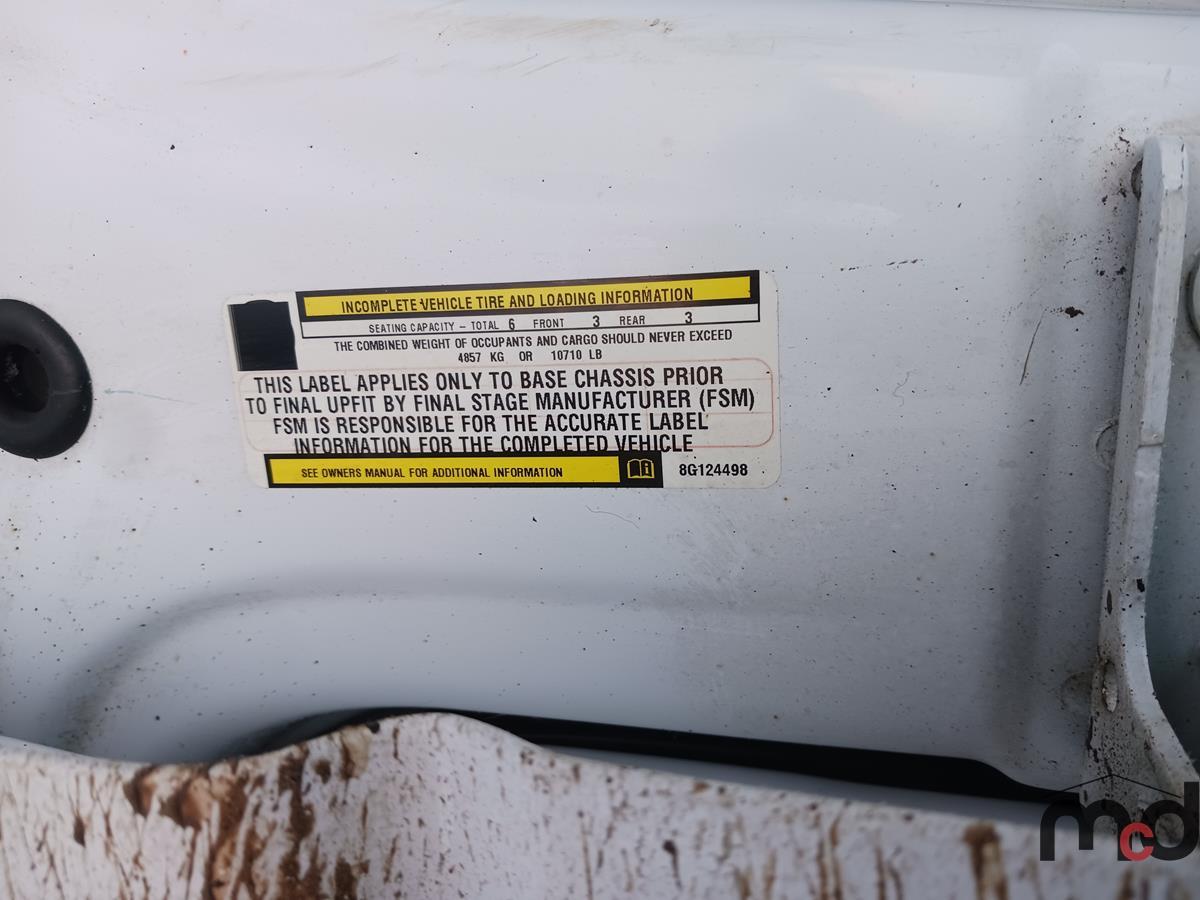 INCOMPLETE VEHICLE TIRE AND LOADING INFORMATION
SEATING CAPACITY – TOTAL 6 FRONT 3 REAR 3
THE COMBINED WEIGHT OF OCCUPANTS AND CARGO SHOULD NEVER EXCEED
4857 KG OR 10710 LB
THIS LABEL APPLIES ONLY TO BASE CHASSIS PRIOR
TO FINAL UPFIT BY FINAL STAGE MANUFACTURER (FSM)
FSM IS RESPONSIBLE FOR THE ACCURATE LABEL
INFORMATION FOR THE COMPLETED VEHICLE
SEE OWNERS MANUAL FOR ADDITIONAL INFORMATION
8G124498
mcd